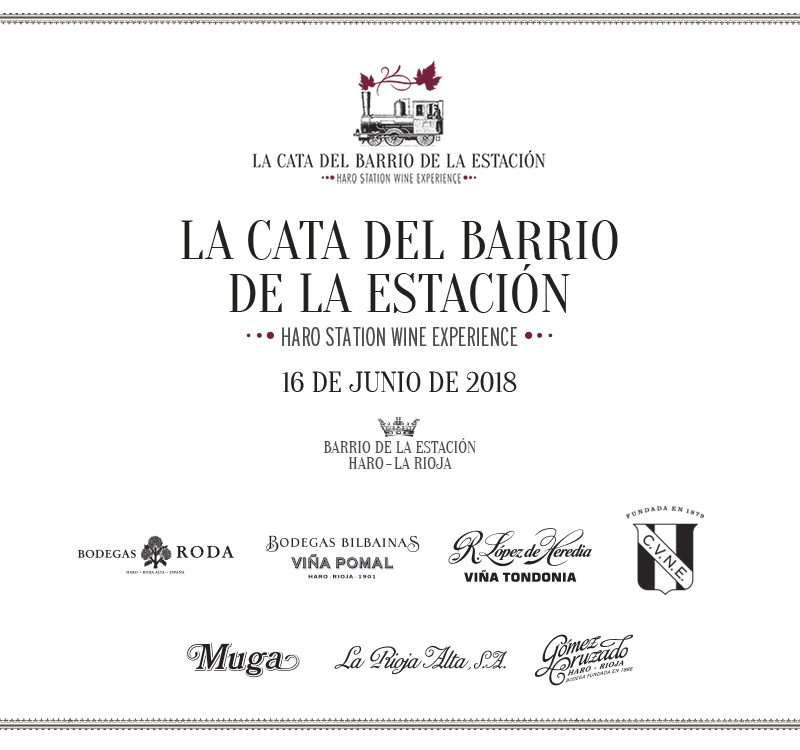 LA CATA DEL BARRIO DE LA ESTACIÓN
HARO STATION WINE EXPERIENCE
LA CATA DEL BARRIO
DE LA ESTACIÓN
HARO STATION WINE EXPERIENCE
16 DE JUNIO DE 2018
BARRIO DE LA ESTACIÓN
HARO - LA RIOJA
BODEGAS RODA
HARO - RIOJA ALTA - ESPAÑA
BODEGAS BILBAINAS
VIÑA POMAL
HARO · RIOJA · 1901
R. López de Heredia
VIÑA TONDONIA
FUNDADA EN 1879
C.V.N.E.
Muga
La Rioja Alta, S.A.
Gómez
Cruzado
HARO - RIOJA
BODEGA FUNDADA EN 1886